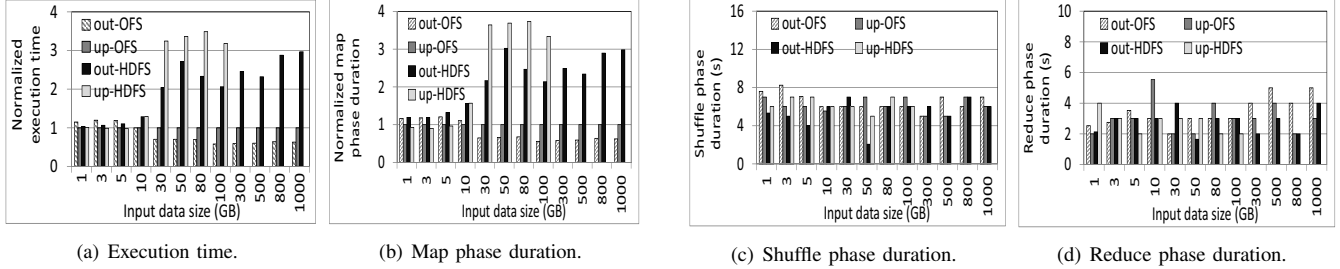 Normalized
execution time
4
3
2
1
0
out-OFS
up-OFS
out-HDFS
up-HDFS
1 3 5 10 30 50 80 100 300 500 800 1000
Input data size (GB)
(a) Execution time.
Normalized map
phase duration
4
3
2
1
0
out-OFS
up-OFS
out-HDFS
up-HDFS
1 3 5 10 30 50 80 100 300 500 800 1000
Input data size (GB)
(b) Map phase duration.
Shuffle phase
duration (s)
16
12
8
4
0
out-OFS up-OFS
out-HDFS up-HDFS
1 3 5 10 30 50 80 100 300 500 800 1000
Input data size (GB)
(c) Shuffle phase duration.
Reduce phase
duration (s)
10
8
6
4
2
0
out-OFS up-OFS
out-HDFS up-HDFS
1 3 5 10 30 50 80 100 300 500 800 1000
Input data size (GB)
(d) Reduce phase duration.